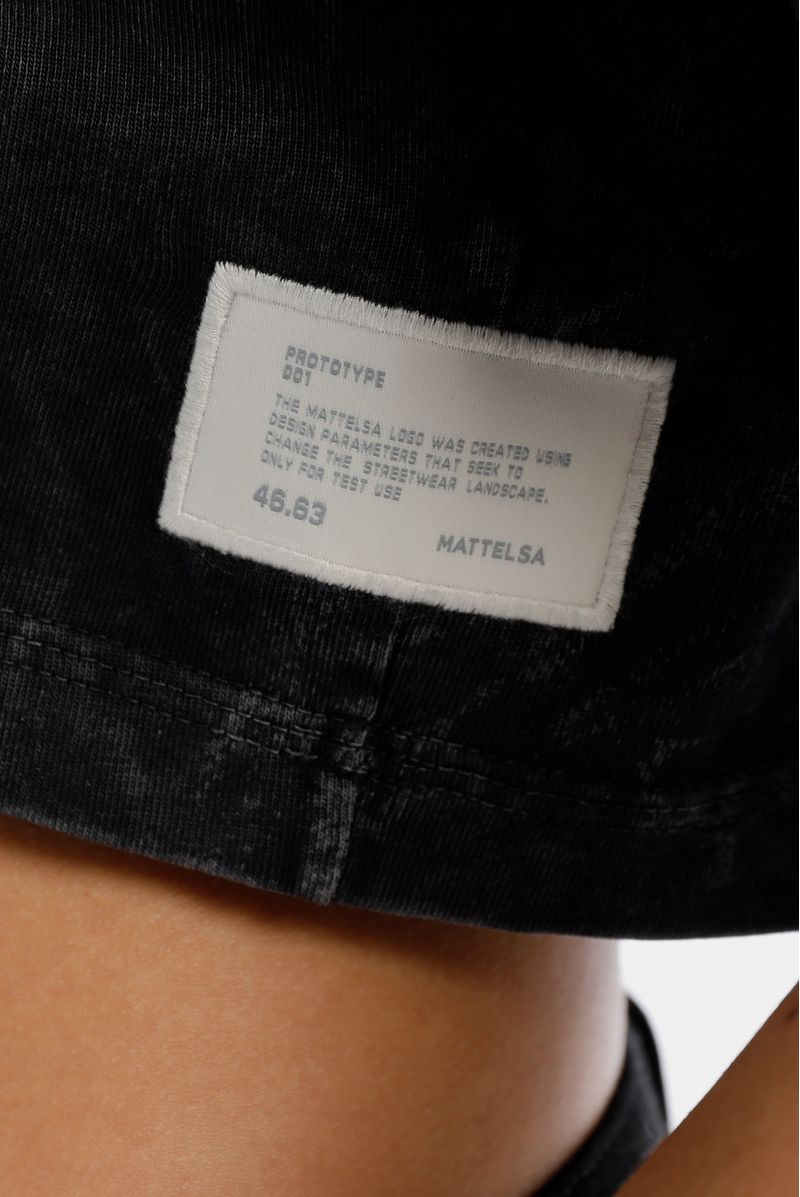 PROTOTYPE
001
THE MATTELSA LOGO WAS CREATED USING
DESIGN PARAMETERS THAT SEEK TO
CHANGE THE STREETWEAR LANDSCAPE.
ONLY FOR TEST USE
46.63
MATTELSA